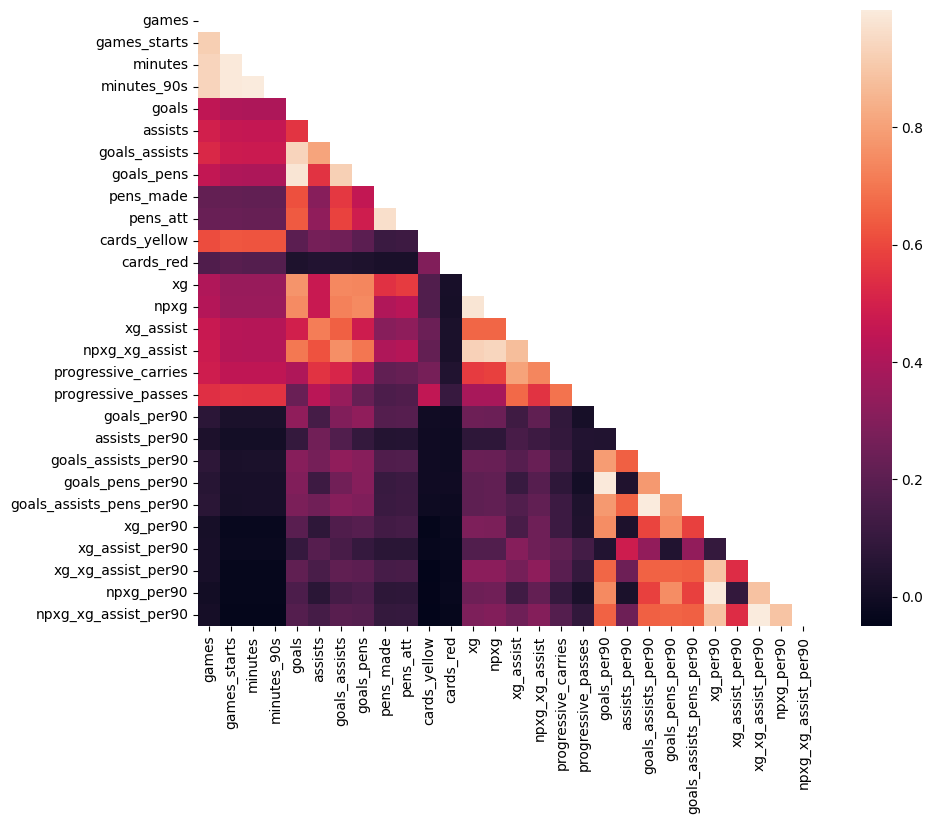 games
games_starts
minutes
minutes_90s
goals
assists
goals_assists
goals_pens
pens_made
pens_att
cards_yellow
cards_red
xg
npxg
xg_assist
npxg_xg_assist
progressive_carries
progressive_passes
goals_per90
assists_per90
goals_assists_per90
goals_pens_per90
goals_assists_pens_per90
xg_per90
xg_assist_per90
xg_xg_assist_per90
npxg_per90
npxg_xg_assist_per90
0.8
0.6
0.4
0.2
0.0
games
games_starts
minutes
minutes_90s
goals
assists
goals_assists
goals_pens
pens_made
pens_att
cards_yellow
cards_red
xg
npxg
xg_assist
npxg_xg_assist
progressive_carries
progressive_passes
goals_per90
assists_per90
goals_assists_per90
goals_pens_per90
goals_assists_pens_per90
xg_per90
xg_assist_per90
xg_xg_assist_per90
npxg_per90
npxg_xg_assist_per90